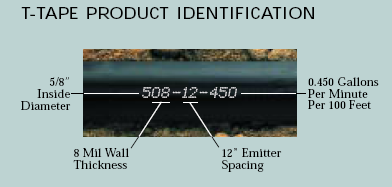 T-TAPE PRODUCT IDENTIFICATION
5/8"
Inside
Diameter
508-12-450
0.450 Gallons
Per Minute
Per 100 Feet
8 Mil Wall
Thickness
12" Emitter
Spacing